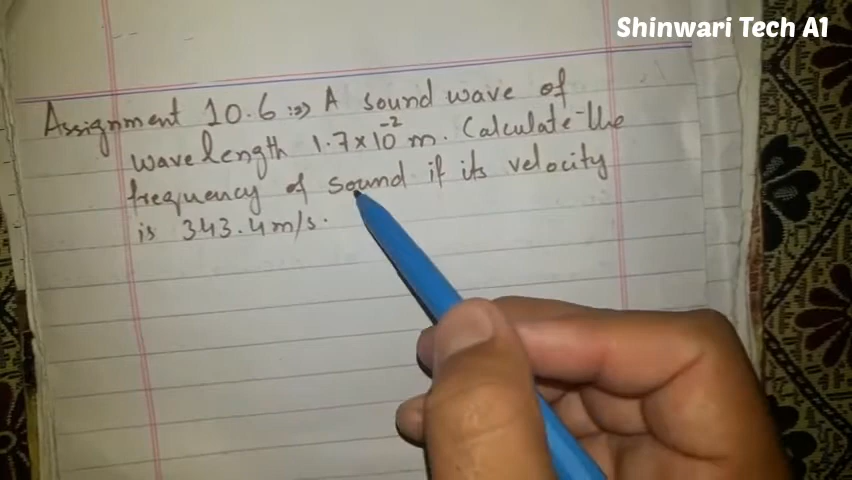 Shinwari Tech A1
Assignment 10.6 :=> A sound wave of
wavelength 1.7×10⁻² m. Calculate the
frequency of sound if its velocity
is 343.4 m/s.